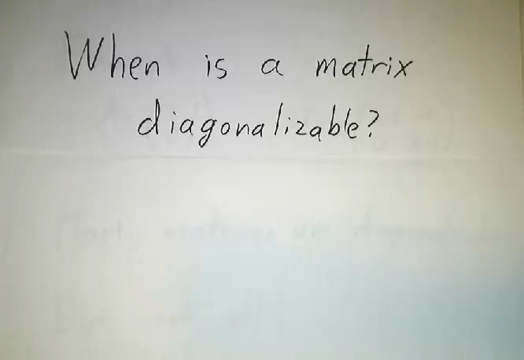 When is a matrix
diagonalizable?